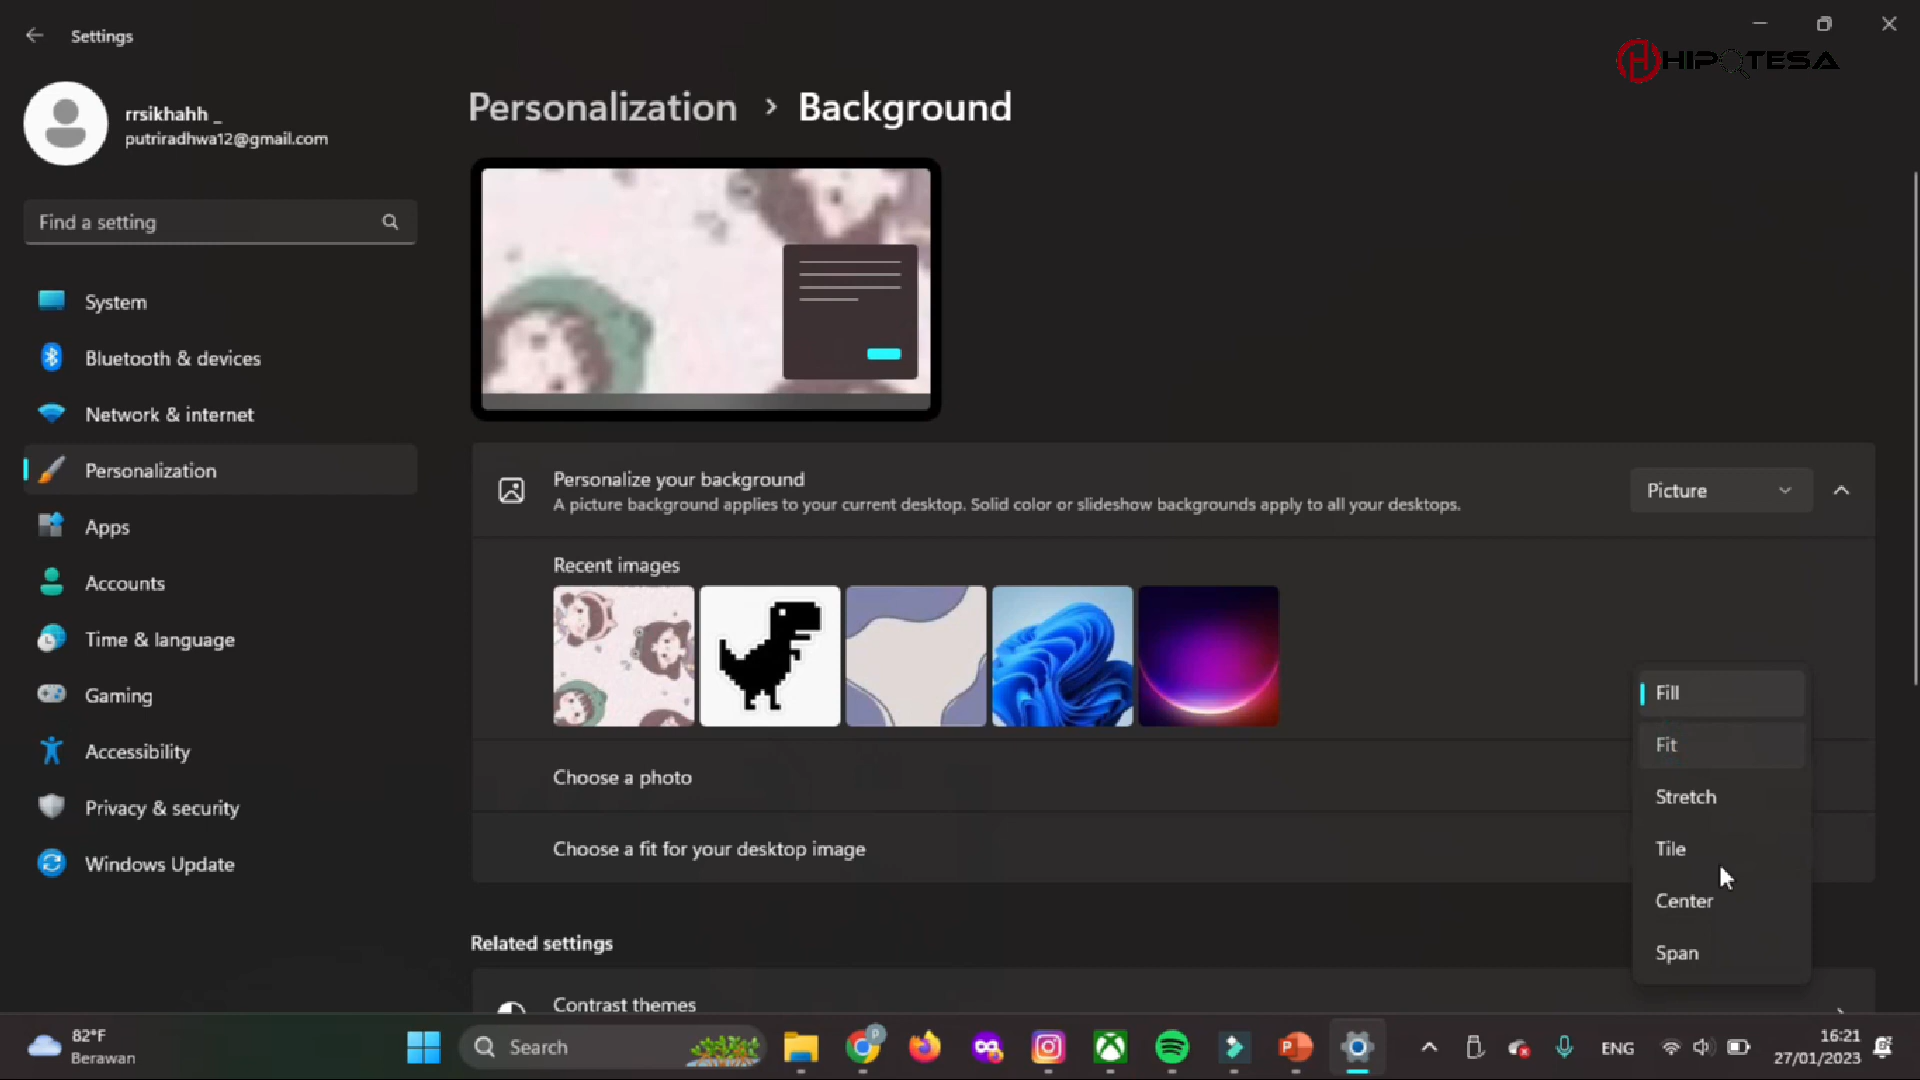 Settings
HIPOTESA
rrsikhahh _
putriradhwa12@gmail.com
Find a setting
System
Bluetooth & devices
Network & internet
Personalization
Apps
Accounts
Time & language
Gaming
Accessibility
Privacy & security
Windows Update
Personalization > Background
Personalize your background
A picture background applies to your current desktop. Solid color or slideshow backgrounds apply to all your desktops.
Picture
Recent images
Choose a photo
Choose a fit for your desktop image
Fill
Fit
Stretch
Tile
Center
Span
Related settings
Contrast themes
82°F
Berawan
Search
P
ENG
16:21
27/01/2023